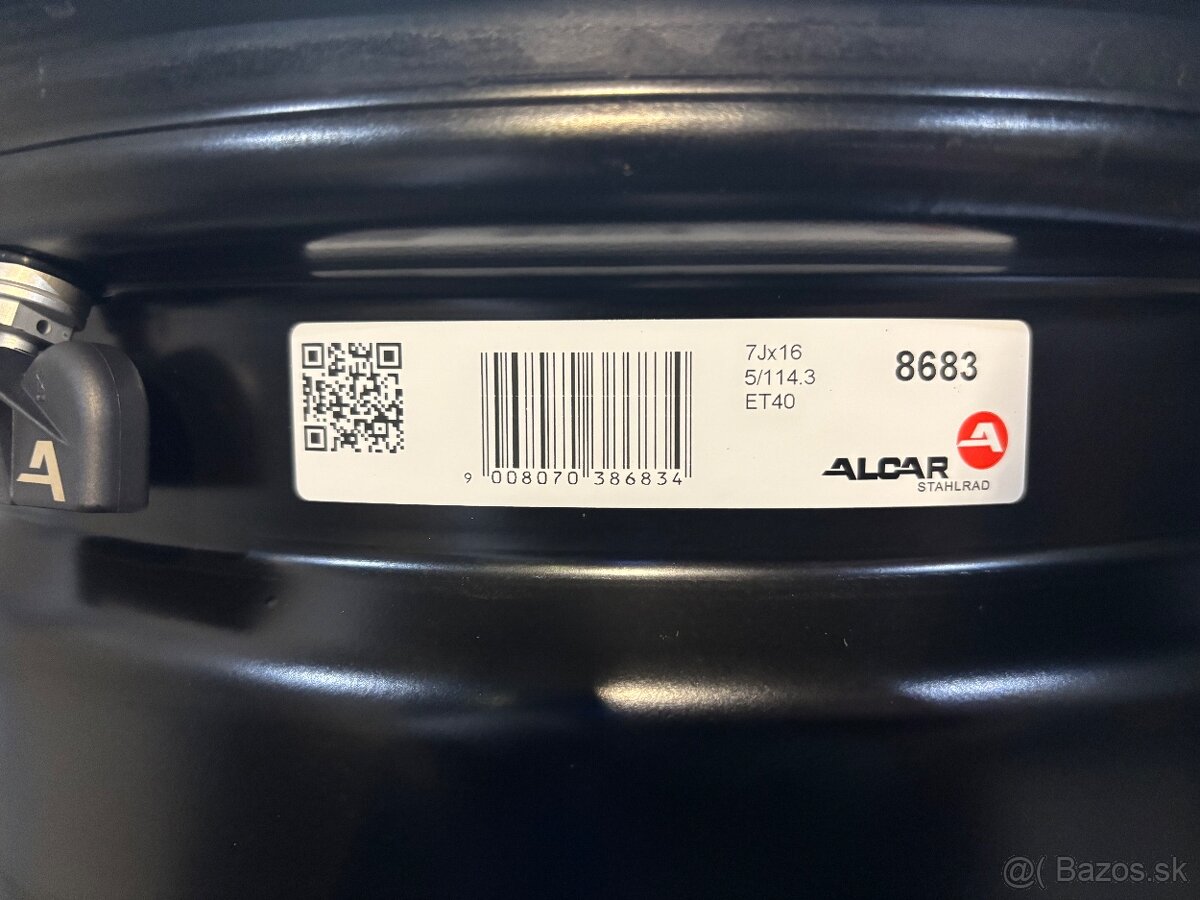 7Jx16
5/114.3
ET40
8683
9 008070 386834
ALCAR
STAHLRAD
A
A
@( Bazos.sk